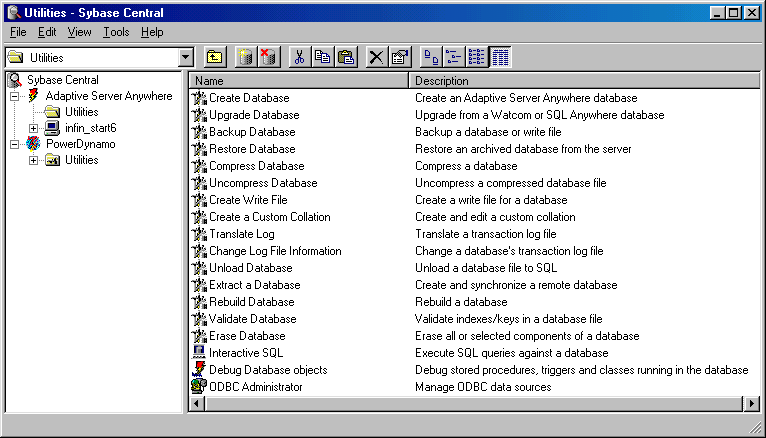 Utilities - Sybase Central
File Edit View Tools Help
Utilities
Sybase Central
Adaptive Server Anywhere
Utilities
infin_start6
PowerDynamo
Utilities
Name Description
Create Database Create an Adaptive Server Anywhere database
Upgrade Database Upgrade from a Watcom or SQL Anywhere database
Backup Database Backup a database or write file
Restore Database Restore an archived database from the server
Compress Database Compress a database
Uncompress Database Uncompress a compressed database file
Create Write File Create a write file for a database
Create a Custom Collation Create and edit a custom collation
Translate Log Translate a transaction log file
Change Log File Information Change a database's transaction log file
Unload Database Unload a database file to SQL
Extract a Database Create and synchronize a remote database
Rebuild Database Rebuild a database
Validate Database Validate indexes/keys in a database file
Erase Database Erase all or selected components of a database
Interactive SQL Execute SQL queries against a database
Debug Database objects Debug stored procedures, triggers and classes running in the database
ODBC Administrator Manage ODBC data sources